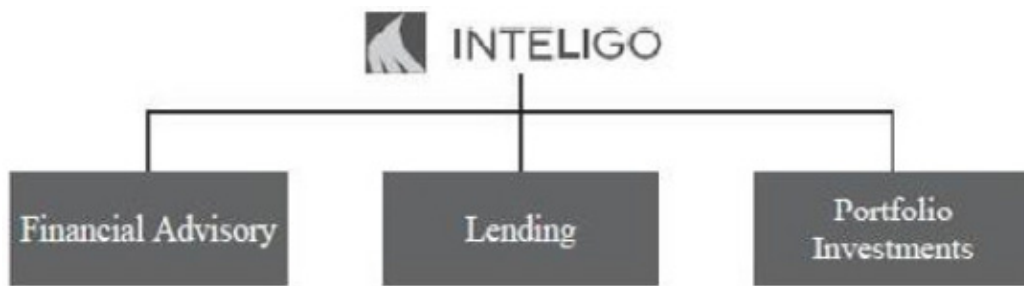 INTELIGO
Financial Advisory
Lending
Portfolio
Investments